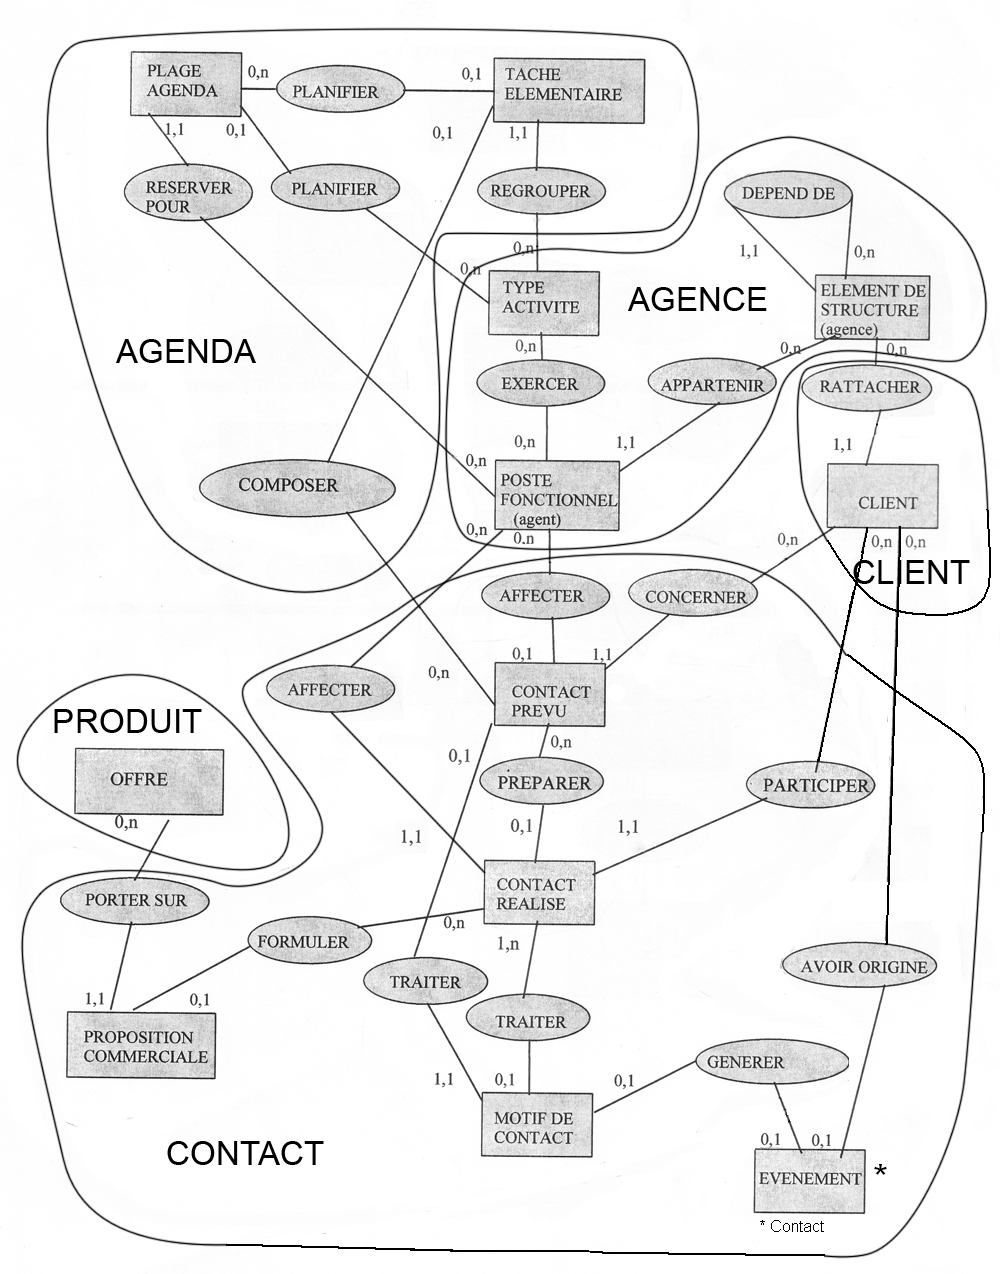 PLAGE
AGENDA
0,n
PLANIFIER
0,1
TACHE
ELEMENTAIRE
1,1
0,1
0,1
1,1
RESERVER
POUR
PLANIFIER
REGROUPER
DEPEND DE
1,1
0,n
0,n
0,n
TYPE
ACTIVITE
AGENCE
ELEMENT DE
STRUCTURE
(agence)
AGENDA
0,n
0,n
0,n
EXERCER
APPARTENIR
RATTACHER
0,n
1,1
1,1
0,n
COMPOSER
POSTE
FONCTIONNEL
(agent)
CLIENT
0,n
0,n
0,n
0,n
0,n
CLIENT
AFFECTER
CONCERNER
0,1
1,1
0,n
AFFECTER
CONTACT
PREVU
PRODUIT
0,1
0,n
OFFRE
PREPARER
PARTICIPER
0,n
1,1
0,1
1,1
CONTACT
REALISE
PORTER SUR
0,n
FORMULER
1,n
AVOIR ORIGINE
TRAITER
1,1
0,1
TRAITER
PROPOSITION
COMMERCIALE
GENERER
1,1
0,1
0,1
MOTIF DE
CONTACT
CONTACT
0,1
0,1
EVENEMENT
*
* Contact